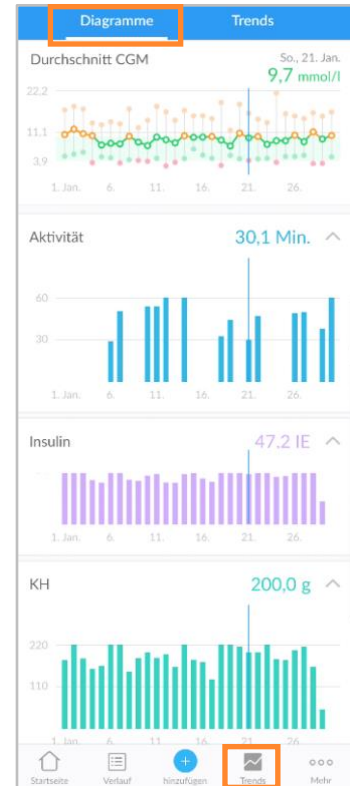 Diagramme Trends
Durchschnitt CGM So., 21. Jan.
9,7 mmol/l
22.2
11.1
3.9
1. Jan. 6. 11. 16. 21. 26.
Aktivität 30,1 Min.
60
30
1. Jan. 6. 11. 16. 21. 26.
Insulin 47,2 IE
1. Jan. 6. 11. 16. 21. 26.
KH 200,0 g
220
110
1. Jan. 6. 11. 16. 21. 26.
Startseite Verlauf hinzufügen Trends Mehr